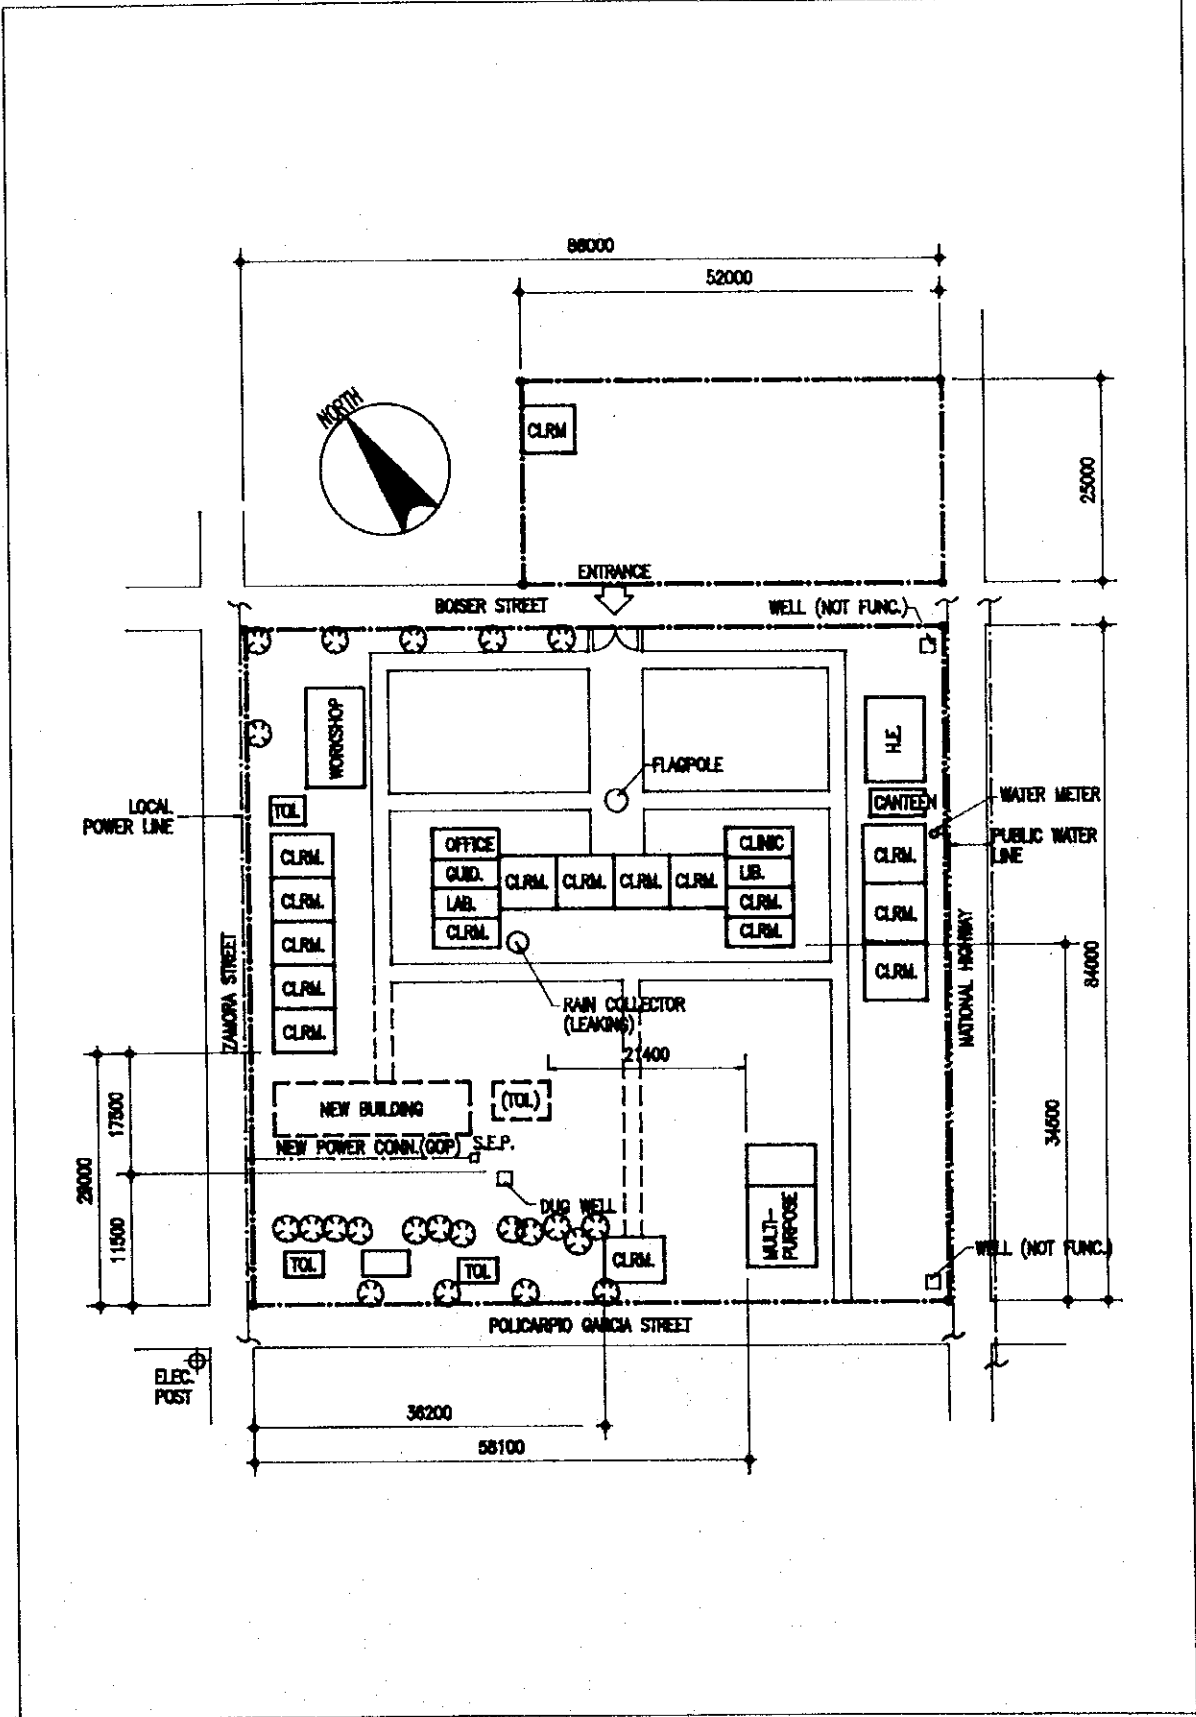 88000
52000
NORTH
CLRM
25000
ENTRANCE
BOISER STREET
WELL (NOT FUNC.)
WORKSHOP
H.E.
FLAGPOLE
TOL
CANTEEN
WATER METER
LOCAL
POWER LINE
PUBLIC WATER
LINE
OFFICE
GUID.
LAB.
CLRM.
CLRM.
CLRM.
CLRM.
CLRM.
CLINIC
LIB.
CLRM.
CLRM.
CLRM.
CLRM.
CLRM.
CLRM.
CLRM.
CLRM.
CLRM.
CLRM.
ZAMORA STREET
NATIONAL HIGHWAY
84000
RAIN COLLECTOR
(LEAKING)
21400
NEW BUILDING
(TOL)
NEW POWER CONN.(GOP)
S.E.P.
17500
29000
11500
34600
DUG WELL
MULTI-
PURPOSE
WELL (NOT FUNC.)
TOL
TOL
CLRM.
POLICARPIO GARCIA STREET
ELEC.
POST
36200
58100